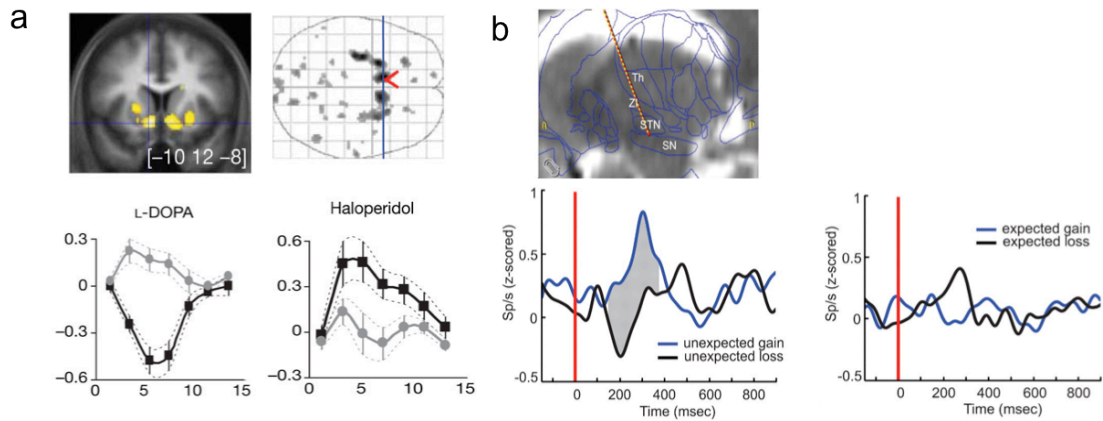 a
[−10 12 −8]
L-DOPA
0.3
0
−0.3
−0.6
0 5 10 15
Haloperidol
0.6
0.3
0
−0.3
0 5 10 15
b
Th
ZI
STN
SN
1
0.5
0
-0.5
Sp/s (z-scored)
unexpected gain
unexpected loss
0 200 400 600 800
Time (msec)
1
0.5
0
-0.5
Sp/s (z-scored)
expected gain
expected loss
0 200 400 600 800
Time (msec)